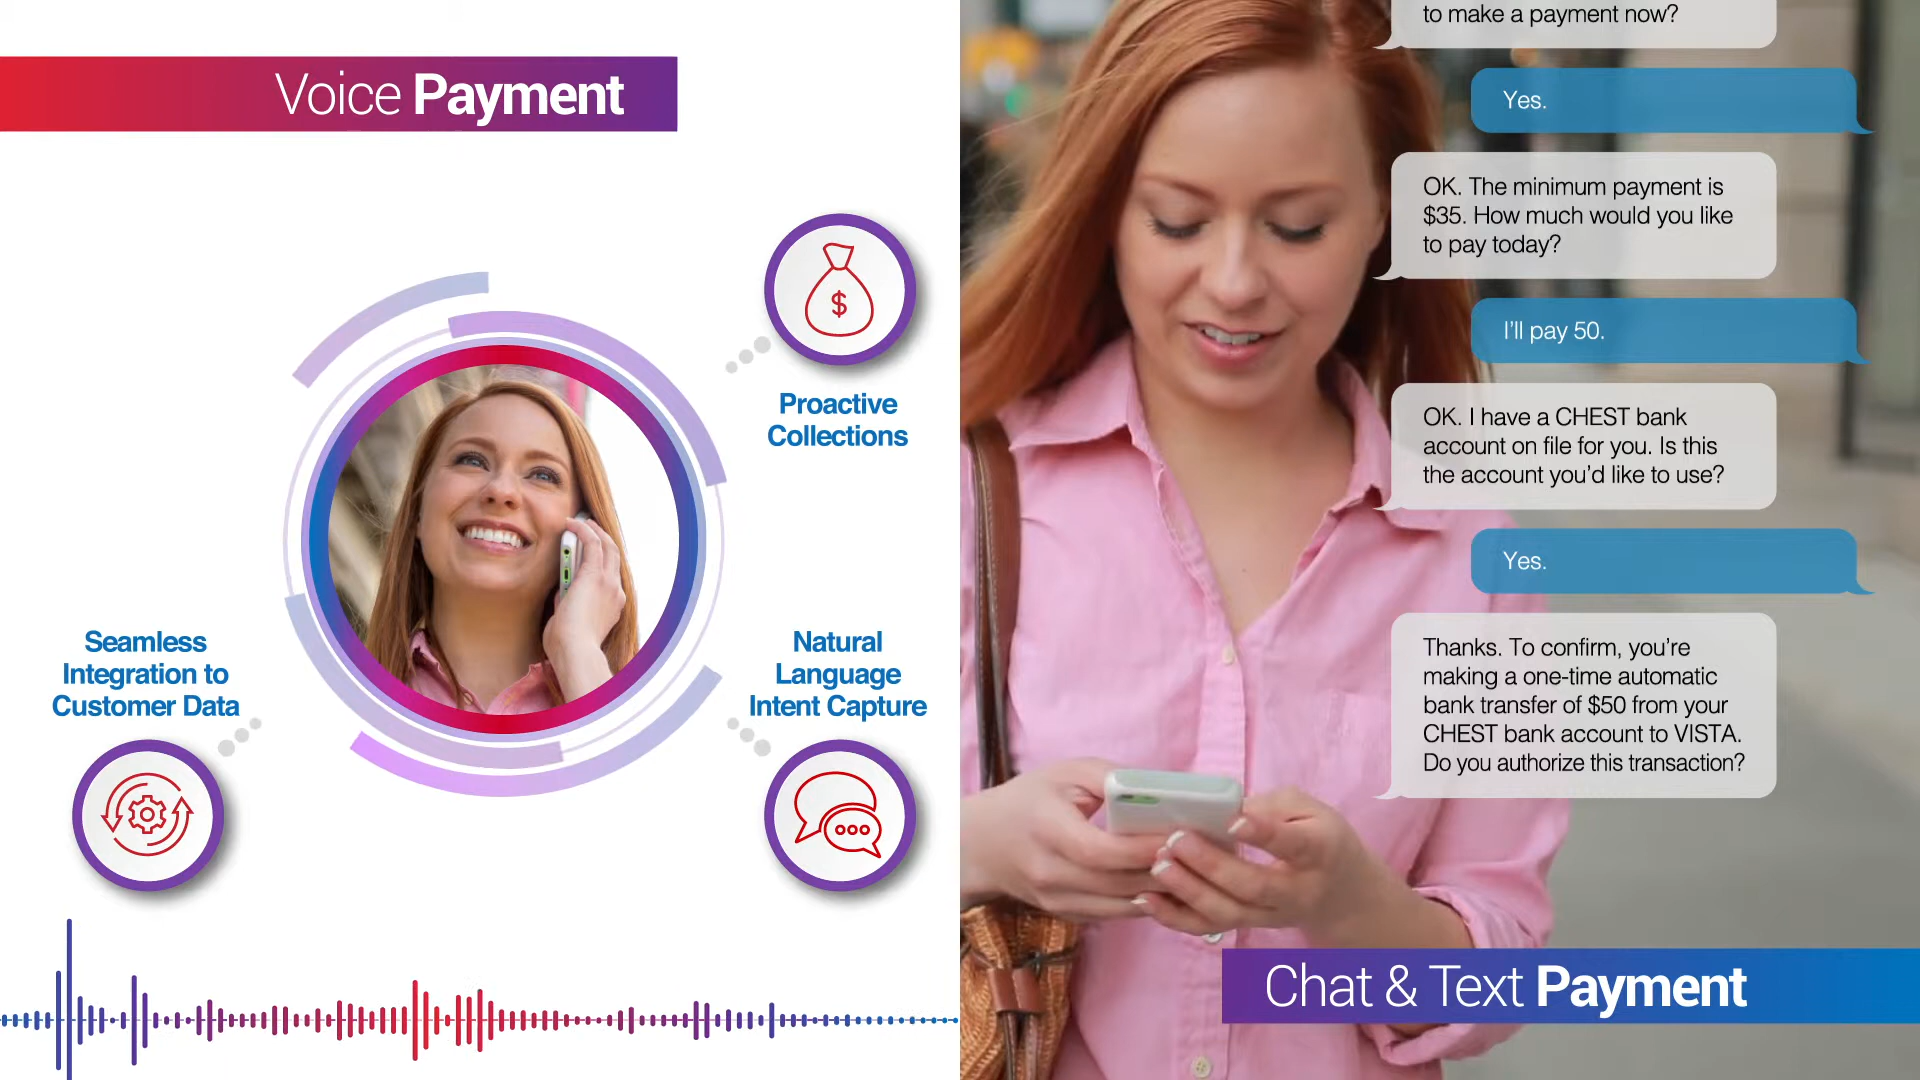 Voice Payment
$
Proactive
Collections
Seamless
Integration to
Customer Data
Natural
Language
Intent Capture
to make a payment now?
Yes.
OK. The minimum payment is
$35. How much would you like
to pay today?
I'll pay 50.
OK. I have a CHEST bank
account on file for you. Is this
the account you'd like to use?
Yes.
Thanks. To confirm, you're
making a one-time automatic
bank transfer of $50 from your
CHEST bank account to VISTA.
Do you authorize this transaction?
Chat & Text Payment